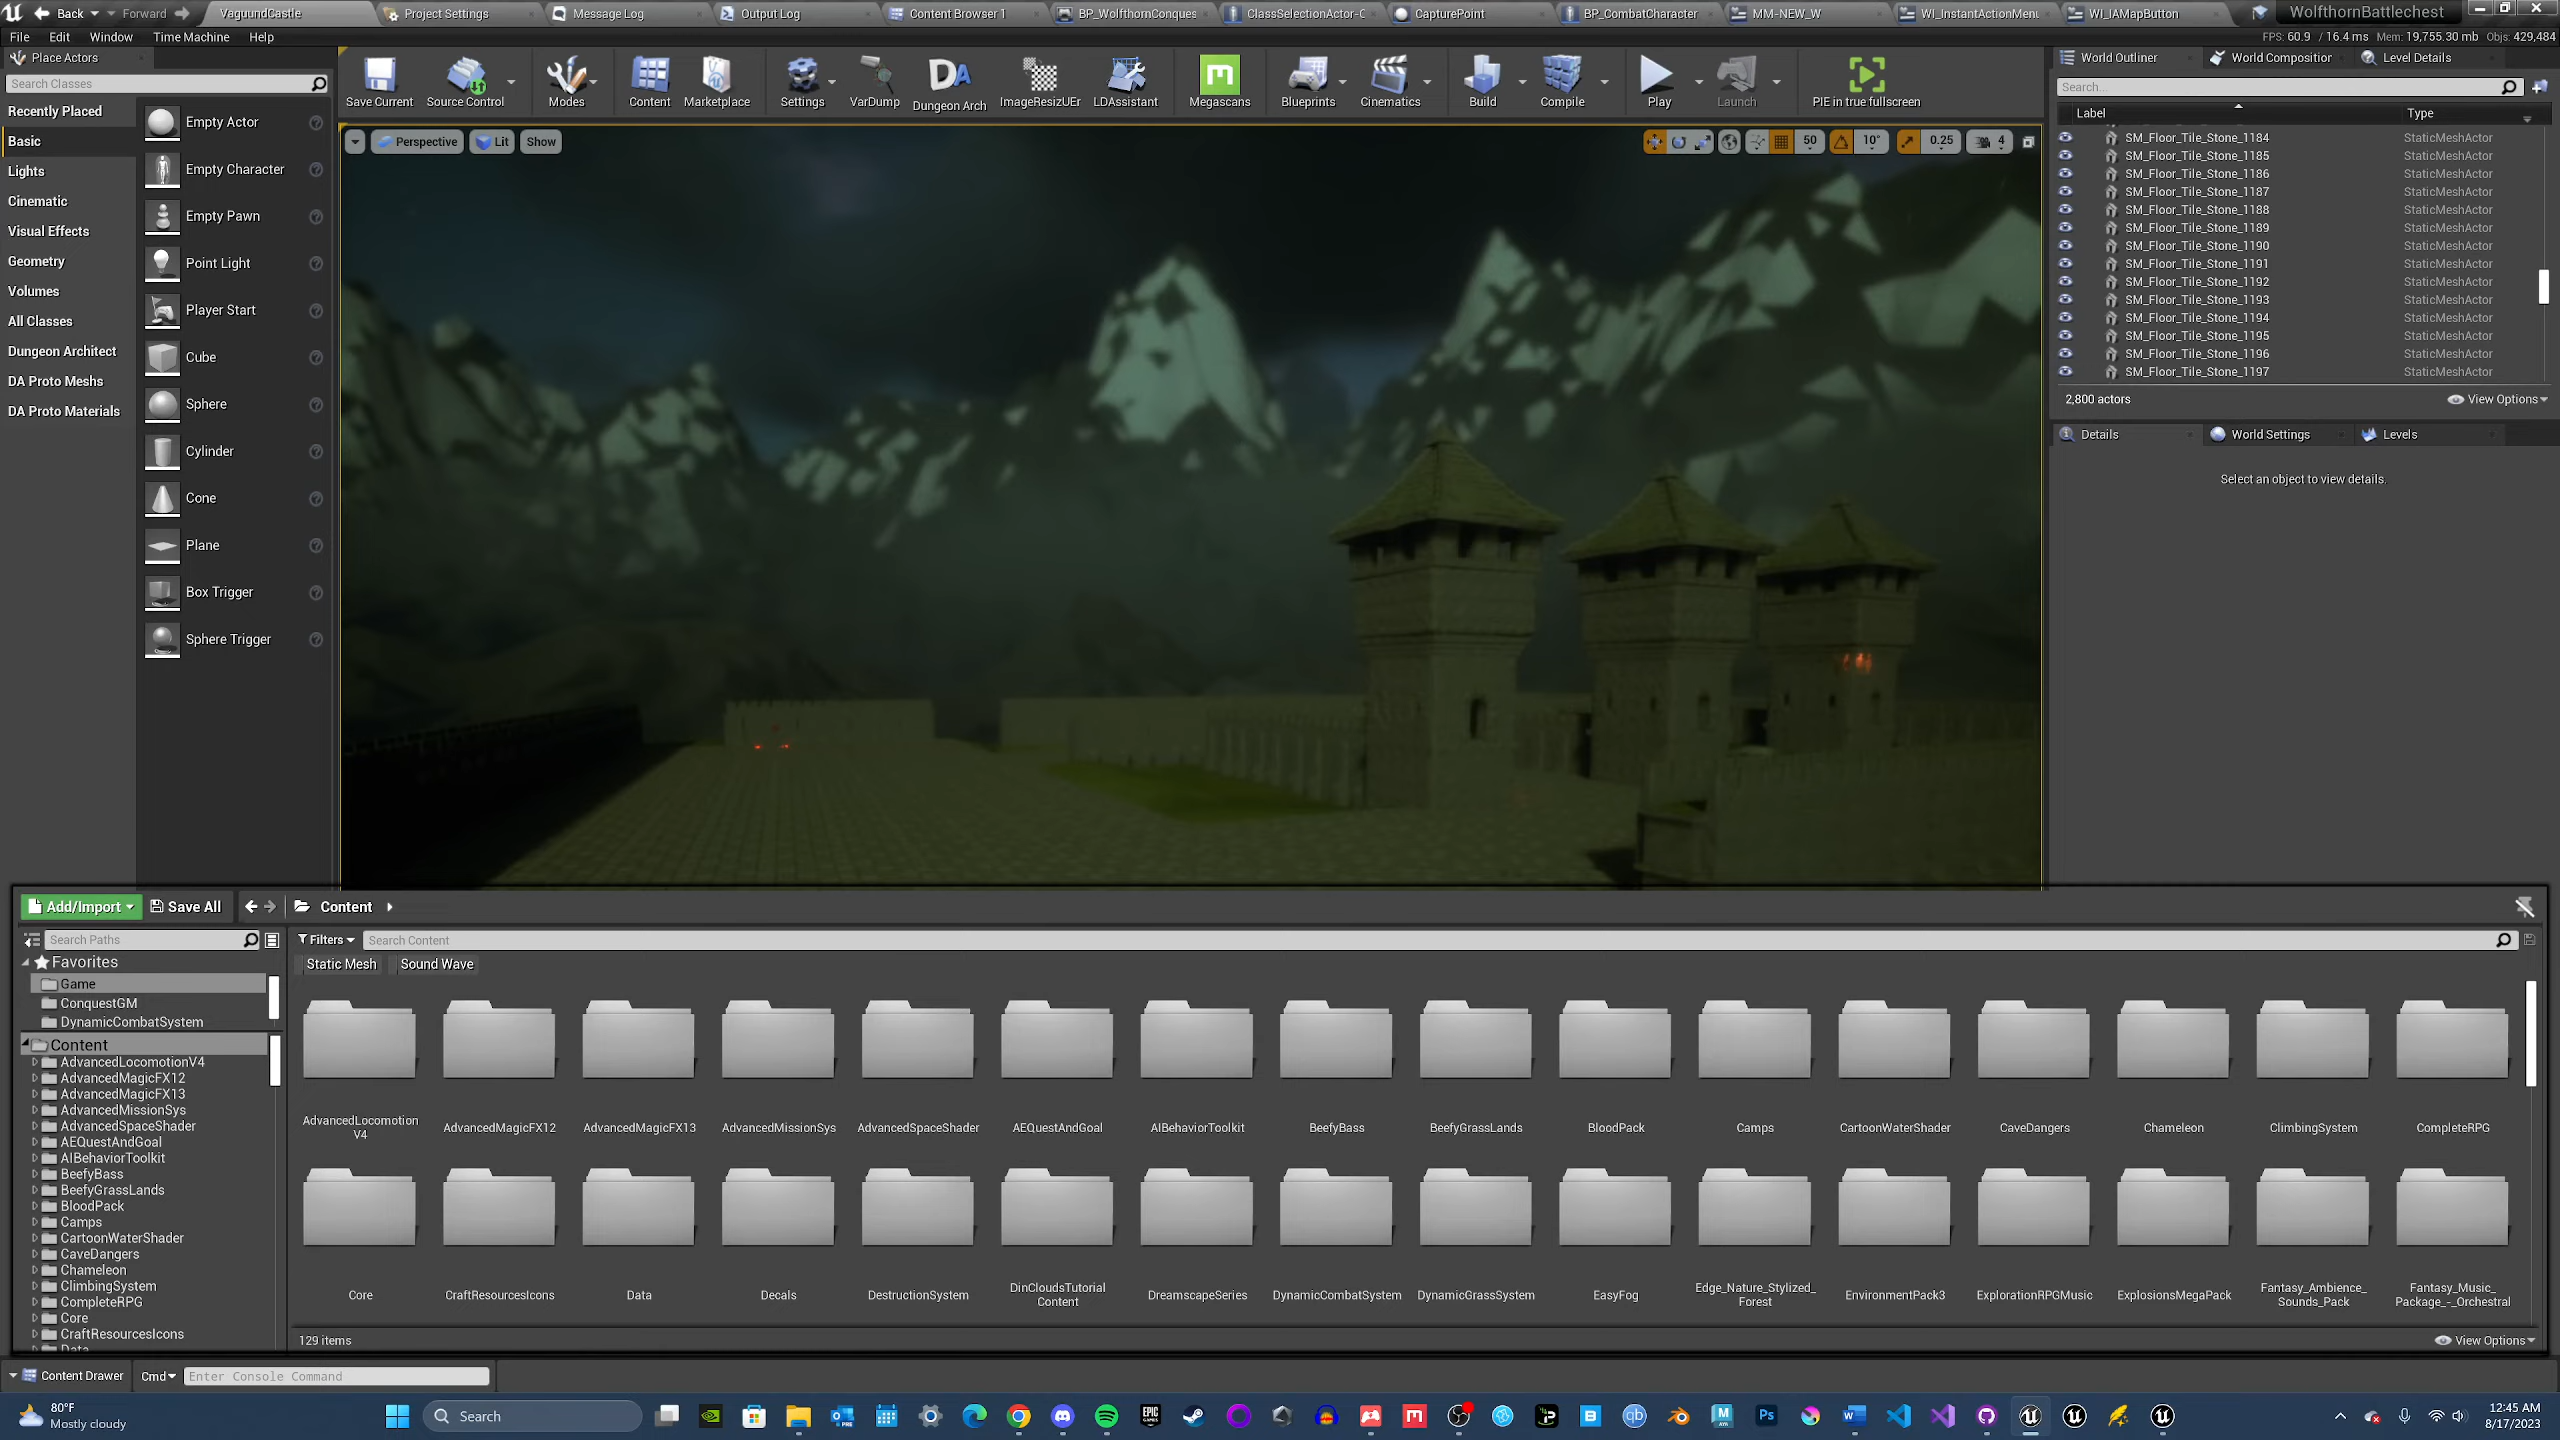 Back
Forward
VaguundCastle
Project Settings
Message Log
Output Log
Content Browser 1
BP_WolfthornConques
ClassSelectionActor-C
CapturePoint
BP_CombatCharacter
MM-NEW_W
WI_InstantActionMenu
WI_IAMapButton
WolfthornBattlechest
File
Edit
Window
Time Machine
Help
FPS: 60.9 / 16.4 ms Mem: 19,755.30 mb Objs: 429,484
Place Actors
Search Classes
Recently Placed
Basic
Lights
Cinematic
Visual Effects
Geometry
Volumes
All Classes
Dungeon Architect
DA Proto Meshs
DA Proto Materials
Empty Actor
Empty Character
Empty Pawn
Point Light
Player Start
Cube
Sphere
Cylinder
Cone
Plane
Box Trigger
Sphere Trigger
Save Current
Source Control
Modes
Content
Marketplace
Settings
VarDump
DA
Dungeon Arch
ImageResizUEr
LDAssistant
Megascans
Blueprints
Cinematics
Build
Compile
Play
Launch
PIE in true fullscreen
Perspective
Lit
Show
50
10°
0.25
4
World Outliner
World Composition
Level Details
Search...
Label
Type
SM_Floor_Tile_Stone_1184 StaticMeshActor
SM_Floor_Tile_Stone_1185 StaticMeshActor
SM_Floor_Tile_Stone_1186 StaticMeshActor
SM_Floor_Tile_Stone_1187 StaticMeshActor
SM_Floor_Tile_Stone_1188 StaticMeshActor
SM_Floor_Tile_Stone_1189 StaticMeshActor
SM_Floor_Tile_Stone_1190 StaticMeshActor
SM_Floor_Tile_Stone_1191 StaticMeshActor
SM_Floor_Tile_Stone_1192 StaticMeshActor
SM_Floor_Tile_Stone_1193 StaticMeshActor
SM_Floor_Tile_Stone_1194 StaticMeshActor
SM_Floor_Tile_Stone_1195 StaticMeshActor
SM_Floor_Tile_Stone_1196 StaticMeshActor
SM_Floor_Tile_Stone_1197 StaticMeshActor
2,800 actors
View Options
Details
World Settings
Levels
Select an object to view details.
Add/Import
Save All
Content
Search Paths
Favorites
Game
ConquestGM
DynamicCombatSystem
Content
AdvancedLocomotionV4
AdvancedMagicFX12
AdvancedMagicFX13
AdvancedMissionSys
AdvancedSpaceShader
AEQuestAndGoal
AIBehaviorToolkit
BeefyBass
BeefyGrassLands
BloodPack
Camps
CartoonWaterShader
CaveDangers
Chameleon
ClimbingSystem
CompleteRPG
Core
CraftResourcesIcons
Data
Filters
Search Content
Static Mesh
Sound Wave
AdvancedLocomotion
V4
AdvancedMagicFX12
AdvancedMagicFX13
AdvancedMissionSys
AdvancedSpaceShader
AEQuestAndGoal
AIBehaviorToolkit
BeefyBass
BeefyGrassLands
BloodPack
Camps
CartoonWaterShader
CaveDangers
Chameleon
ClimbingSystem
CompleteRPG
Core
CraftResourcesIcons
Data
Decals
DestructionSystem
DinCloudsTutorial
Content
DreamscapeSeries
DynamicCombatSystem
DynamicGrassSystem
EasyFog
Edge_Nature_Stylized_
Forest
EnvironmentPack3
ExplorationRPGMusic
ExplosionsMegaPack
Fantasy_Ambience_
Sounds_Pack
Fantasy_Music_
Package_-_Orchestral
129 items
View Options
Content Drawer
Cmd
Enter Console Command
80°F
Mostly cloudy
Search
12:45 AM
8/17/2023